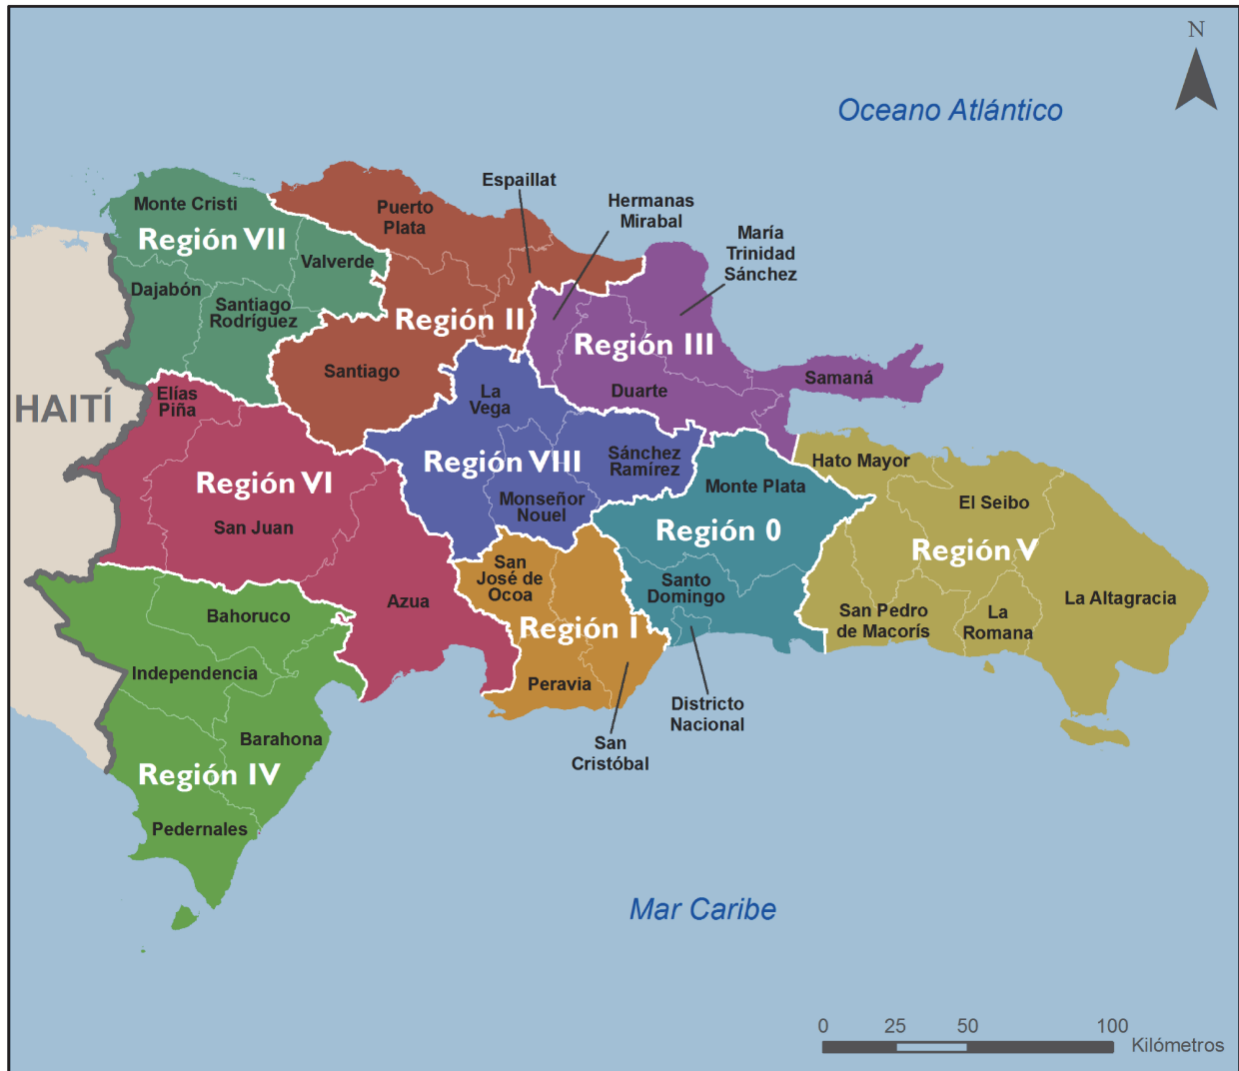 N
Oceano Atlántico
Espaillat
Hermanas
Mirabal
María
Trinidad
Sánchez
Monte Cristi
Puerto
Plata
Región VII
Valverde
Dajabón
Santiago
Rodríguez
Región II
Región III
Santiago
Duarte
Samaná
HAITÍ
Elías
Piña
La
Vega
Región VIII
Sánchez
Ramírez
Hato Mayor
Región VI
San Juan
Monseñor
Nouel
Monte Plata
El Seibo
Región 0
Región V
San
José de
Ocoa
Santo
Domingo
Azua
Bahoruco
Región I
San Pedro
de Macorís
La
Romana
La Altagracia
Independencia
Peravia
Districto
Nacional
San
Cristóbal
Barahona
Región IV
Pedernales
Mar Caribe
0 25 50 100
Kilómetros